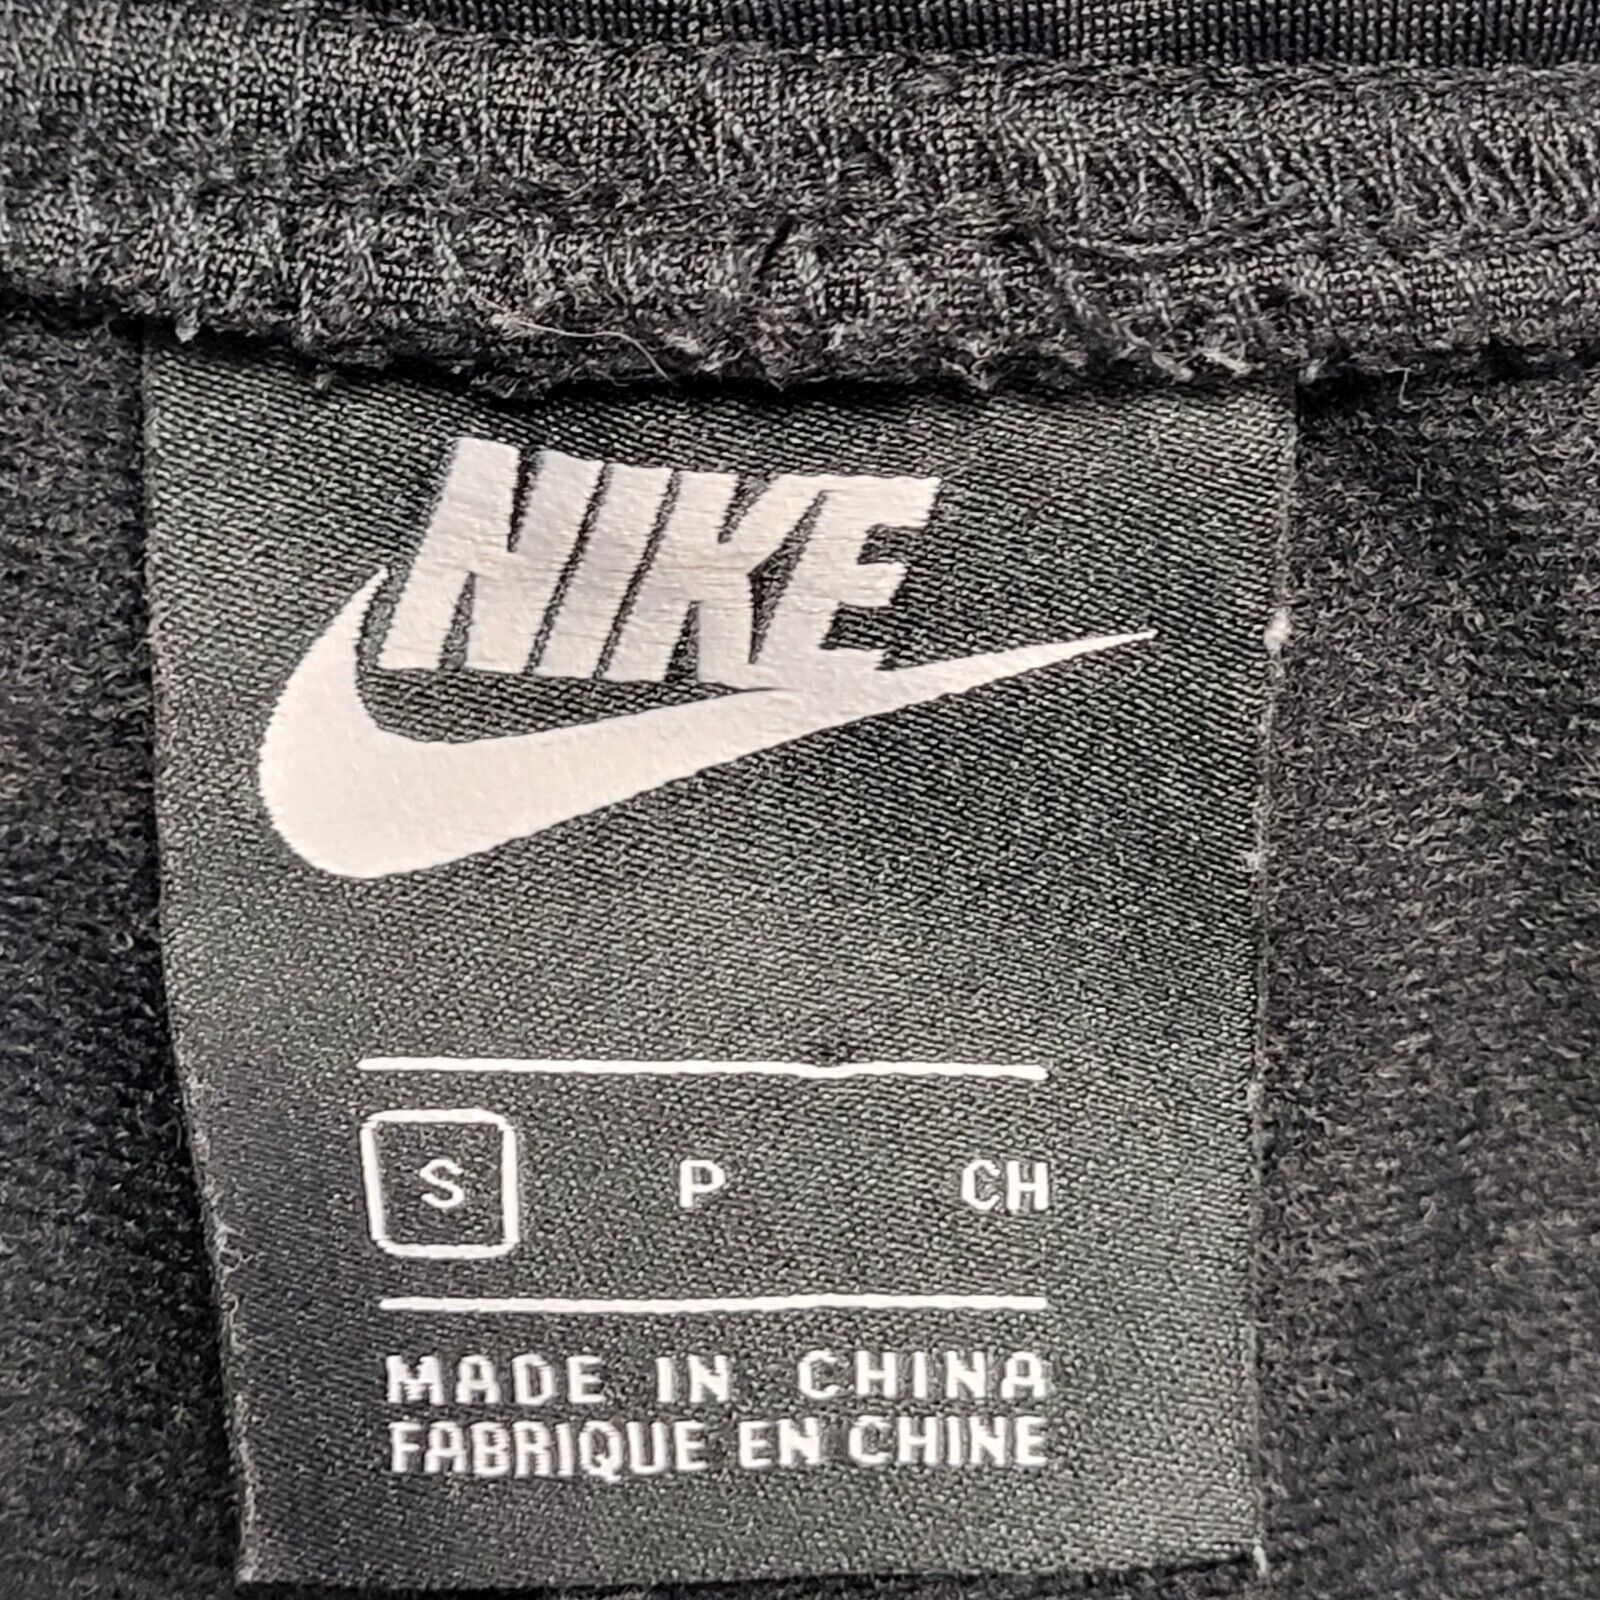 NIKE
S P CH
MADE IN CHINA
FABRIQUE EN CHINE